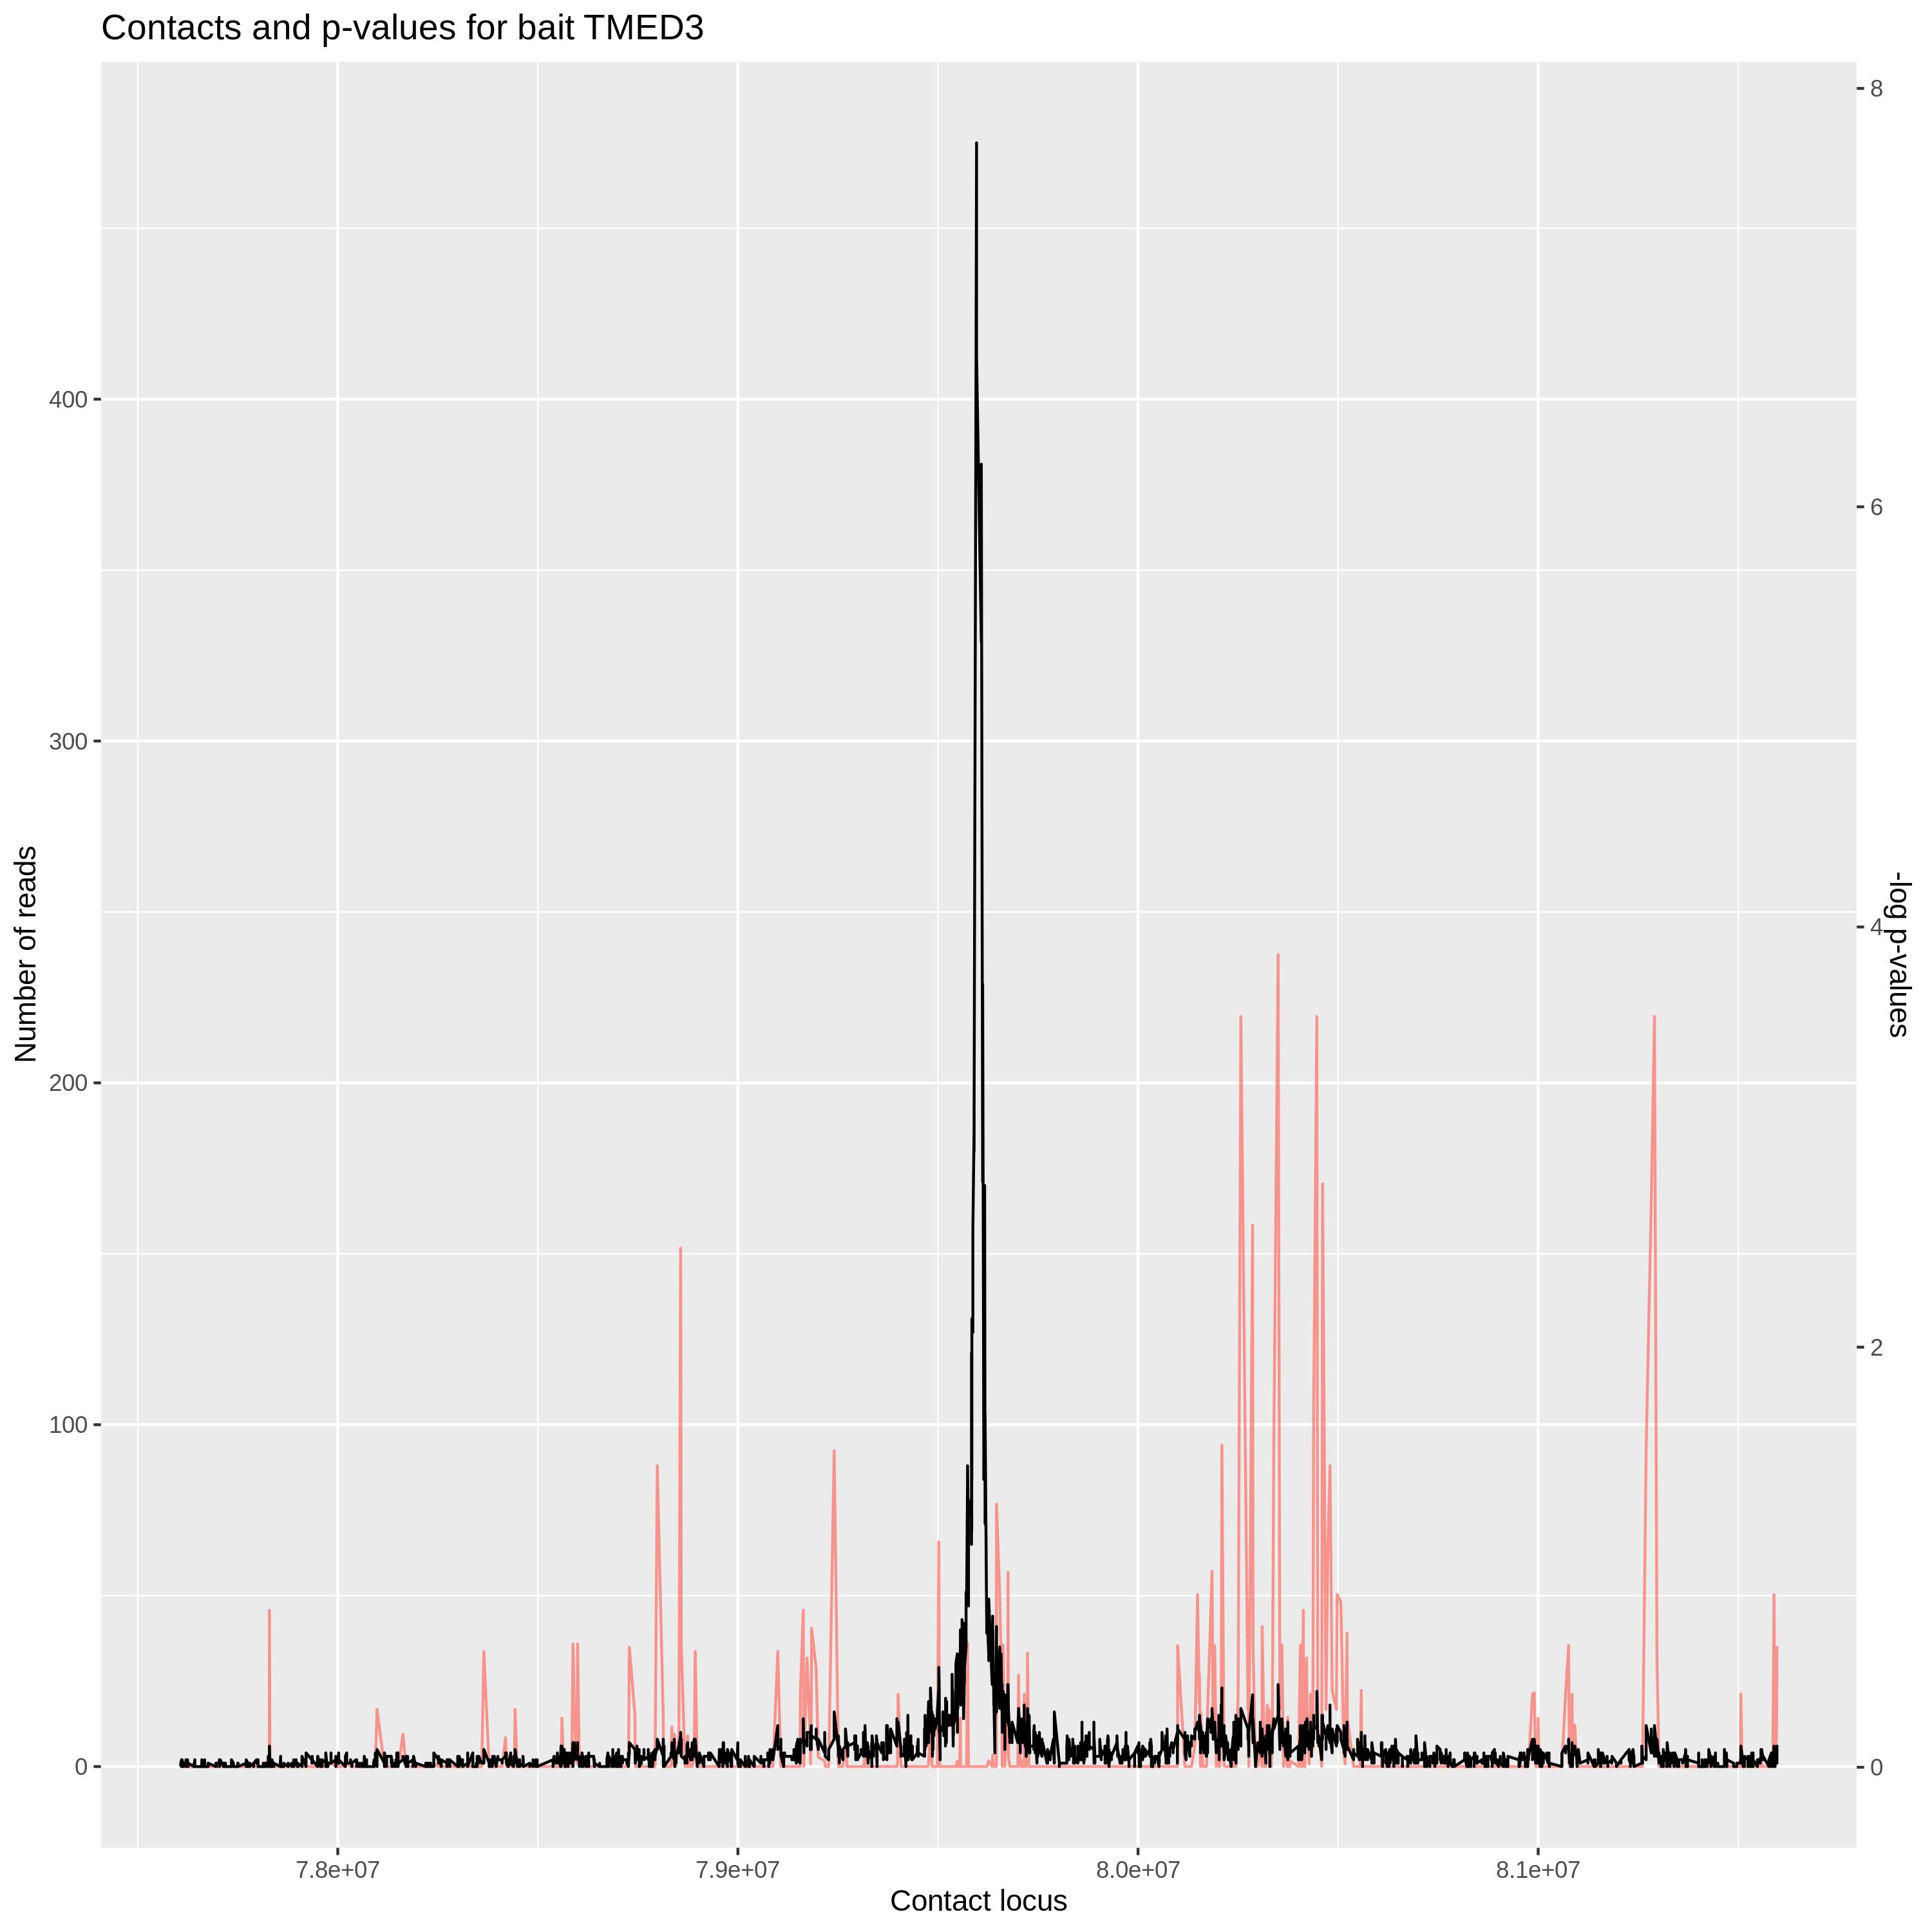 Contacts and p-values for bait TMED3
8
6
4
2
0
-log p-values
400
300
200
100
0
Number of reads
7.8e+07 7.9e+07 8.0e+07 8.1e+07
Contact locus